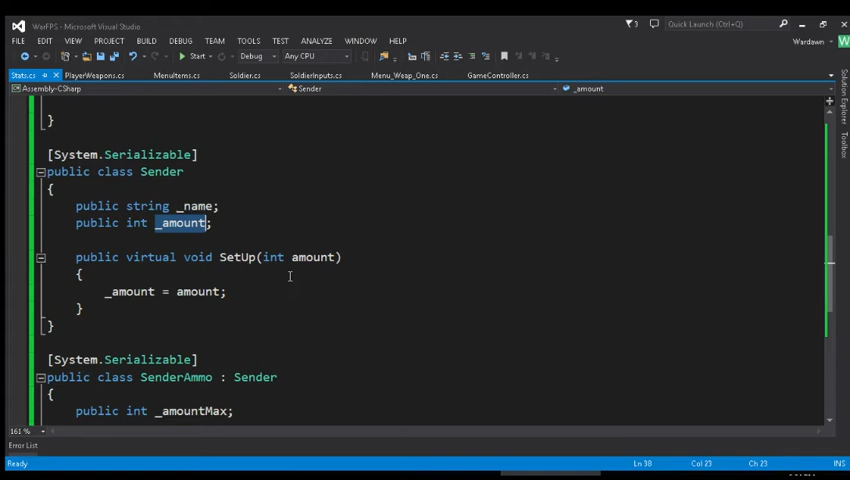 WorFPS - Microsoft Visual Studio
3
Quick Launch (Ctrl+Q)
FILE EDIT VIEW PROJECT BUILD DEBUG TEAM TOOLS TEST ANALYZE WINDOW HELP
Wardawn
W
Start
Debug
Any CPU
Stats.cs PlayerWeapons.cs MenuItems.cs Soldier.cs SoldierInputs.cs Menu_Weap_One.cs GameController.cs
Assembly-CSharp
Sender
_amount
Solution Explorer
Toolbox
}
[System.Serializable]
public class Sender
{
public string _name;
public int _amount;
public virtual void SetUp(int amount)
{
_amount = amount;
}
}
[System.Serializable]
public class SenderAmmo : Sender
{
public int _amountMax;
161 %
Error List
Ready
Ln 38
Col 23
Ch 23
INS